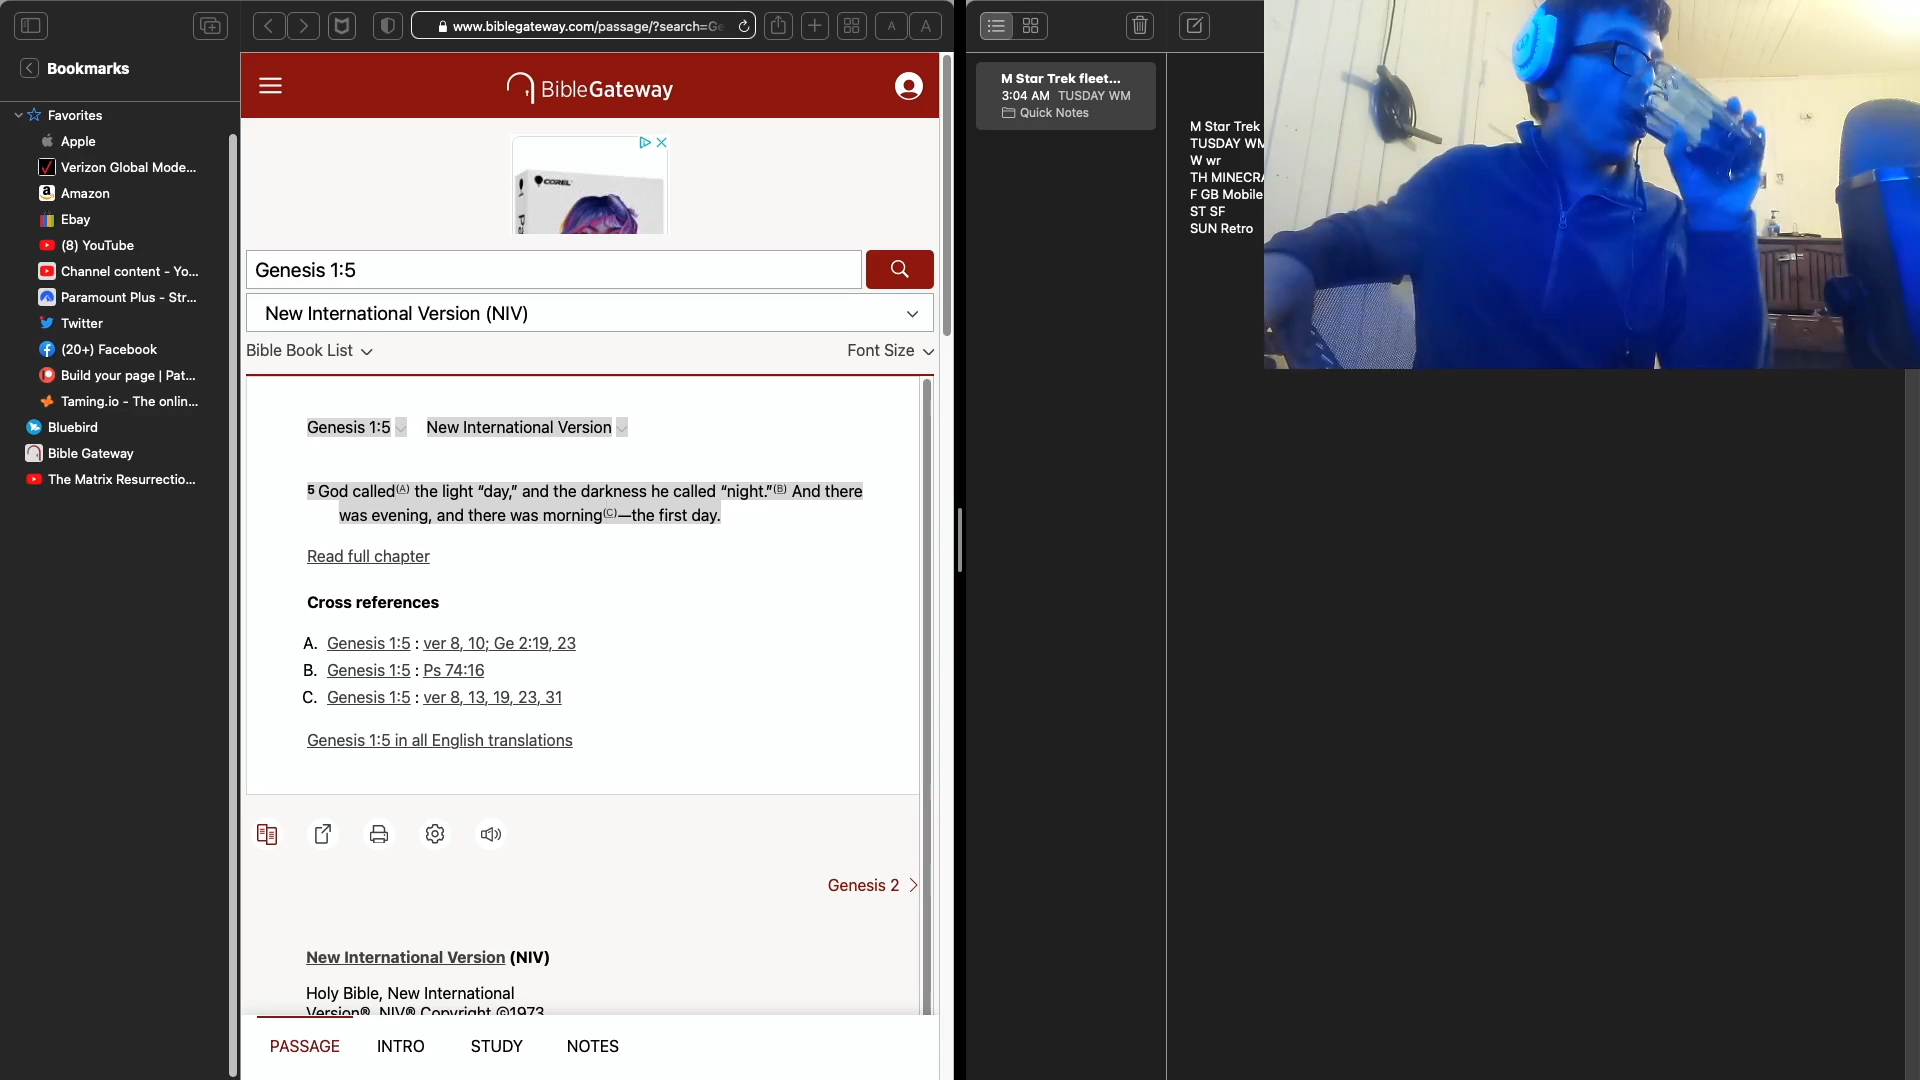 Bookmarks
Favorites
Apple
Verizon Global Mode...
Amazon
Ebay
(8) YouTube
Channel content - Yo...
Paramount Plus - Str...
Twitter
(20+) Facebook
Build your page | Pat...
Taming.io - The onlin...
Bluebird
Bible Gateway
The Matrix Resurrectio...
www.biblegateway.com/passage/?search=Ge
A A
BibleGateway
COREL
Genesis 1:5
New International Version (NIV)
Bible Book List
Font Size
Genesis 1:5 New International Version
5 God called(A) the light “day,” and the darkness he called “night.”(B) And there
was evening, and there was morning(C)—the first day.
Read full chapter
Cross references
A. Genesis 1:5 : ver 8, 10; Ge 2:19, 23
B. Genesis 1:5 : Ps 74:16
C. Genesis 1:5 : ver 8, 13, 19, 23, 31
Genesis 1:5 in all English translations
Genesis 2
New International Version (NIV)
Holy Bible, New International
Version®, NIV® Copyright ©1973
PASSAGE INTRO STUDY NOTES
M Star Trek fleet...
3:04 AM TUSDAY WM
Quick Notes
M Star Trek
TUSDAY WM
W wr
TH MINECRA
F GB Mobile
ST SF
SUN Retro